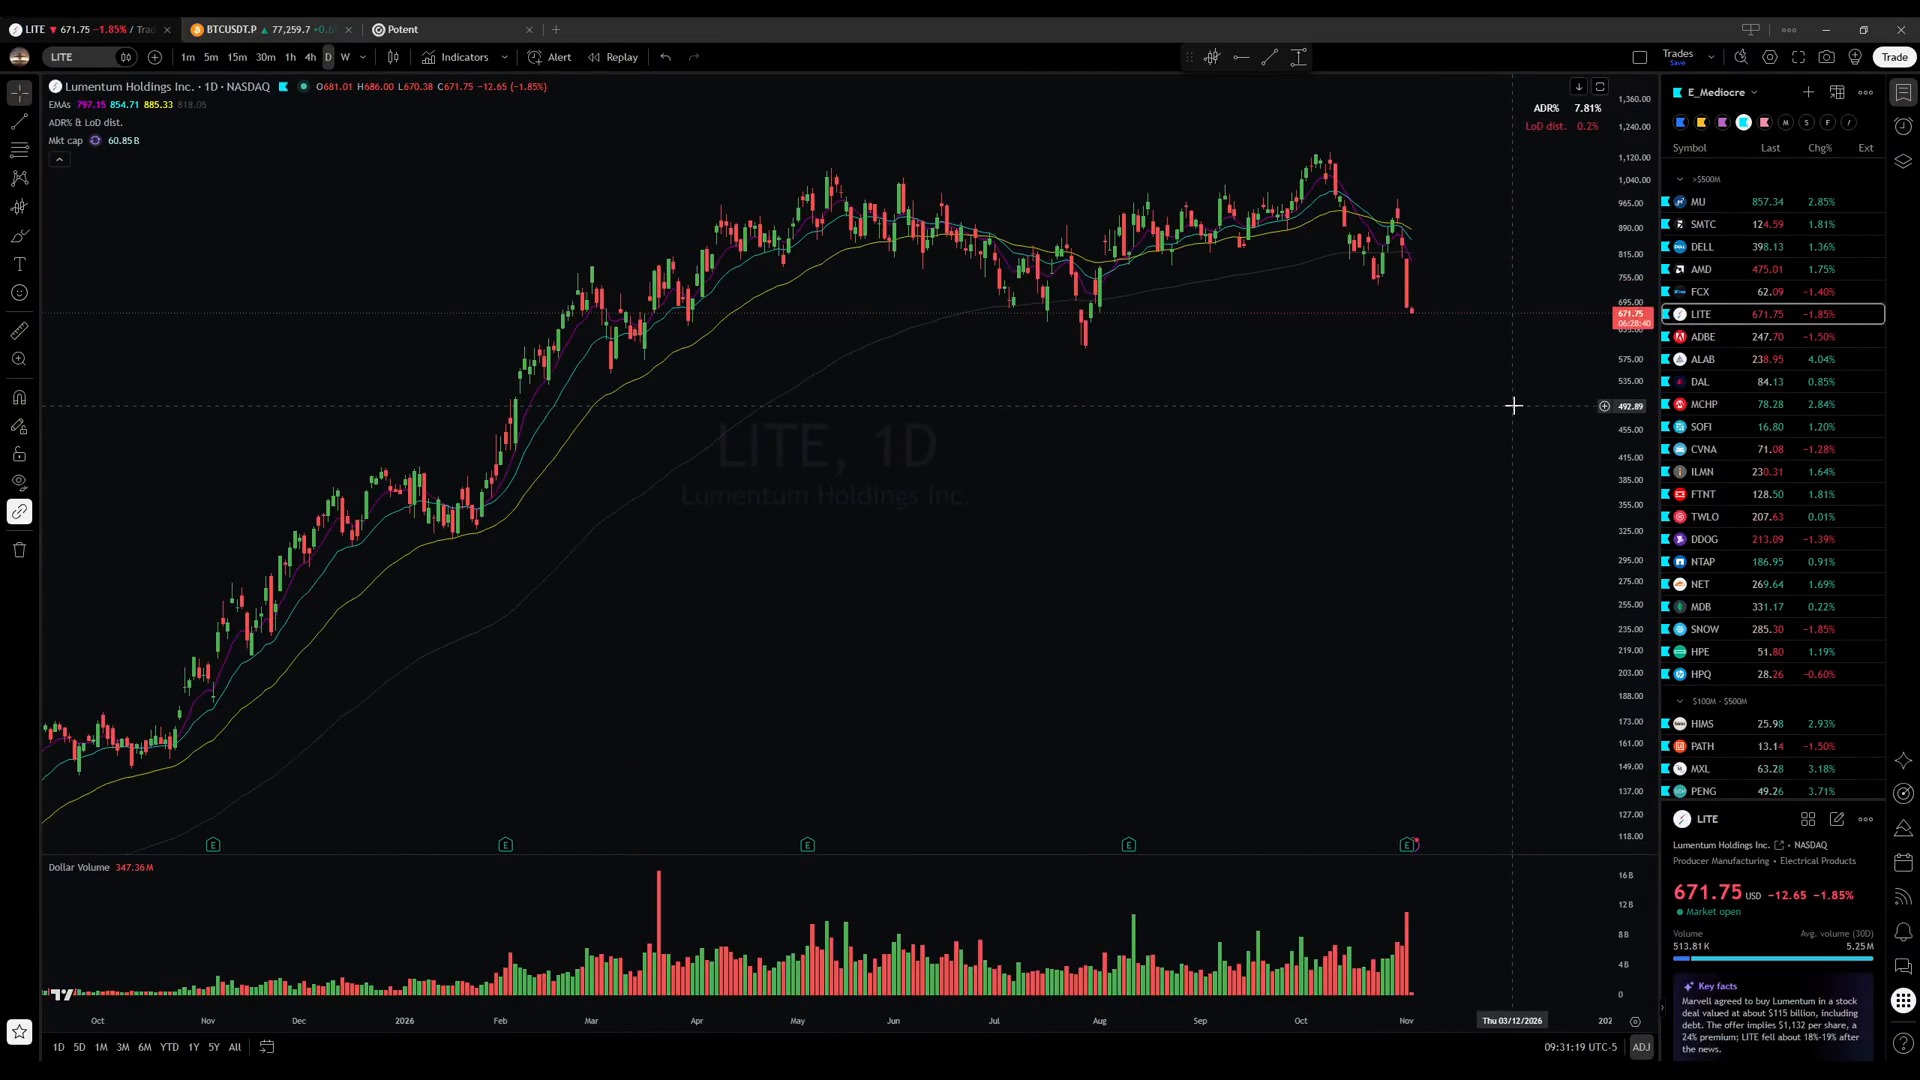 LITE ▼ 671.75 −1.85% / Trad
BTCUSDT.P ▲ 77,259.7 +0.6
Potent
LITE
1m 5m 15m 30m 1h 4h D W
Indicators
Alert
Replay
Trades
Save
Trade
Lumentum Holdings Inc. · 1D · NASDAQ
O681.01 H686.00 L670.38 C671.75 −12.65 (−1.85%)
EMAs 797.15 854.71 885.33 818.05
ADR% & LoD dist.
Mkt cap 60.85 B
ADR% 7.81%
LoD dist. 0.2%
LITE, 1D
Lumentum Holdings Inc.
1,360.00
1,240.00
1,120.00
1,040.00
965.00
890.00
815.00
755.00
695.00
671.75
06:28:40
575.00
535.00
492.89
455.00
415.00
385.00
355.00
325.00
295.00
275.00
255.00
235.00
219.00
203.00
188.00
173.00
161.00
149.00
137.00
127.00
118.00
E E E E E
Dollar Volume 347.36 M
16 B
12 B
8 B
4 B
0
Oct Nov Dec 2026 Feb Mar Apr May Jun Jul Aug Sep Oct Nov Thu 03/12/2026 202
1D 5D 1M 3M 6M YTD 1Y 5Y All
09:31:19 UTC-5
ADJ
E_Mediocre
M S F /
Symbol Last Chg% Ext
>$500M
MU 857.34 2.85%
SMTC 124.59 1.81%
DELL 398.13 1.36%
AMD 475.01 1.75%
FCX 62.09 −1.40%
LITE 671.75 −1.85%
ADBE 247.70 −1.50%
ALAB 238.95 4.04%
DAL 84.13 0.85%
MCHP 78.28 2.84%
SOFI 16.80 1.20%
CVNA 71.08 −1.28%
ILMN 230.31 1.64%
FTNT 128.50 1.81%
TWLO 207.63 0.01%
DDOG 213.09 −1.39%
NTAP 186.95 0.91%
NET 269.64 1.69%
MDB 331.17 0.22%
SNOW 285.30 −1.85%
HPE 51.80 1.19%
HPQ 28.26 −0.60%
$100M - $500M
HIMS 25.98 2.93%
PATH 13.14 −1.50%
MXL 63.28 3.18%
PENG 49.26 3.71%
LITE
Lumentum Holdings Inc. • NASDAQ
Producer Manufacturing • Electrical Products
671.75 USD −12.65 −1.85%
Market open
Volume Avg. volume (30D)
513.81 K 5.25 M
Key facts
Marvell agreed to buy Lumentum in a stock
deal valued at about $115 billion, including
debt. The offer implies $1,132 per share, a
24% premium; LITE fell about 18%-19% after
the news.